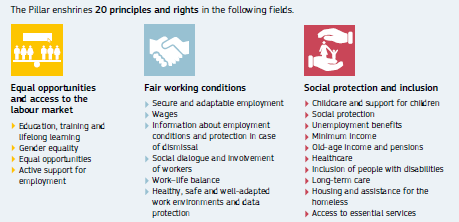 The Pillar enshrines 20 principles and rights in the following fields.
Equal opportunities
and access to the
labour market
Education, training and
lifelong learning
Gender equality
Equal opportunities
Active support for
employment
Fair working conditions
Secure and adaptable employment
Wages
Information about employment
conditions and protection in case
of dismissal
Social dialogue and involvement
of workers
Work–life balance
Healthy, safe and well-adapted
work environments and data
protection
Social protection and inclusion
Childcare and support for children
Social protection
Unemployment benefits
Minimum income
Old-age income and pensions
Healthcare
Inclusion of people with disabilities
Long-term care
Housing and assistance for the
homeless
Access to essential services